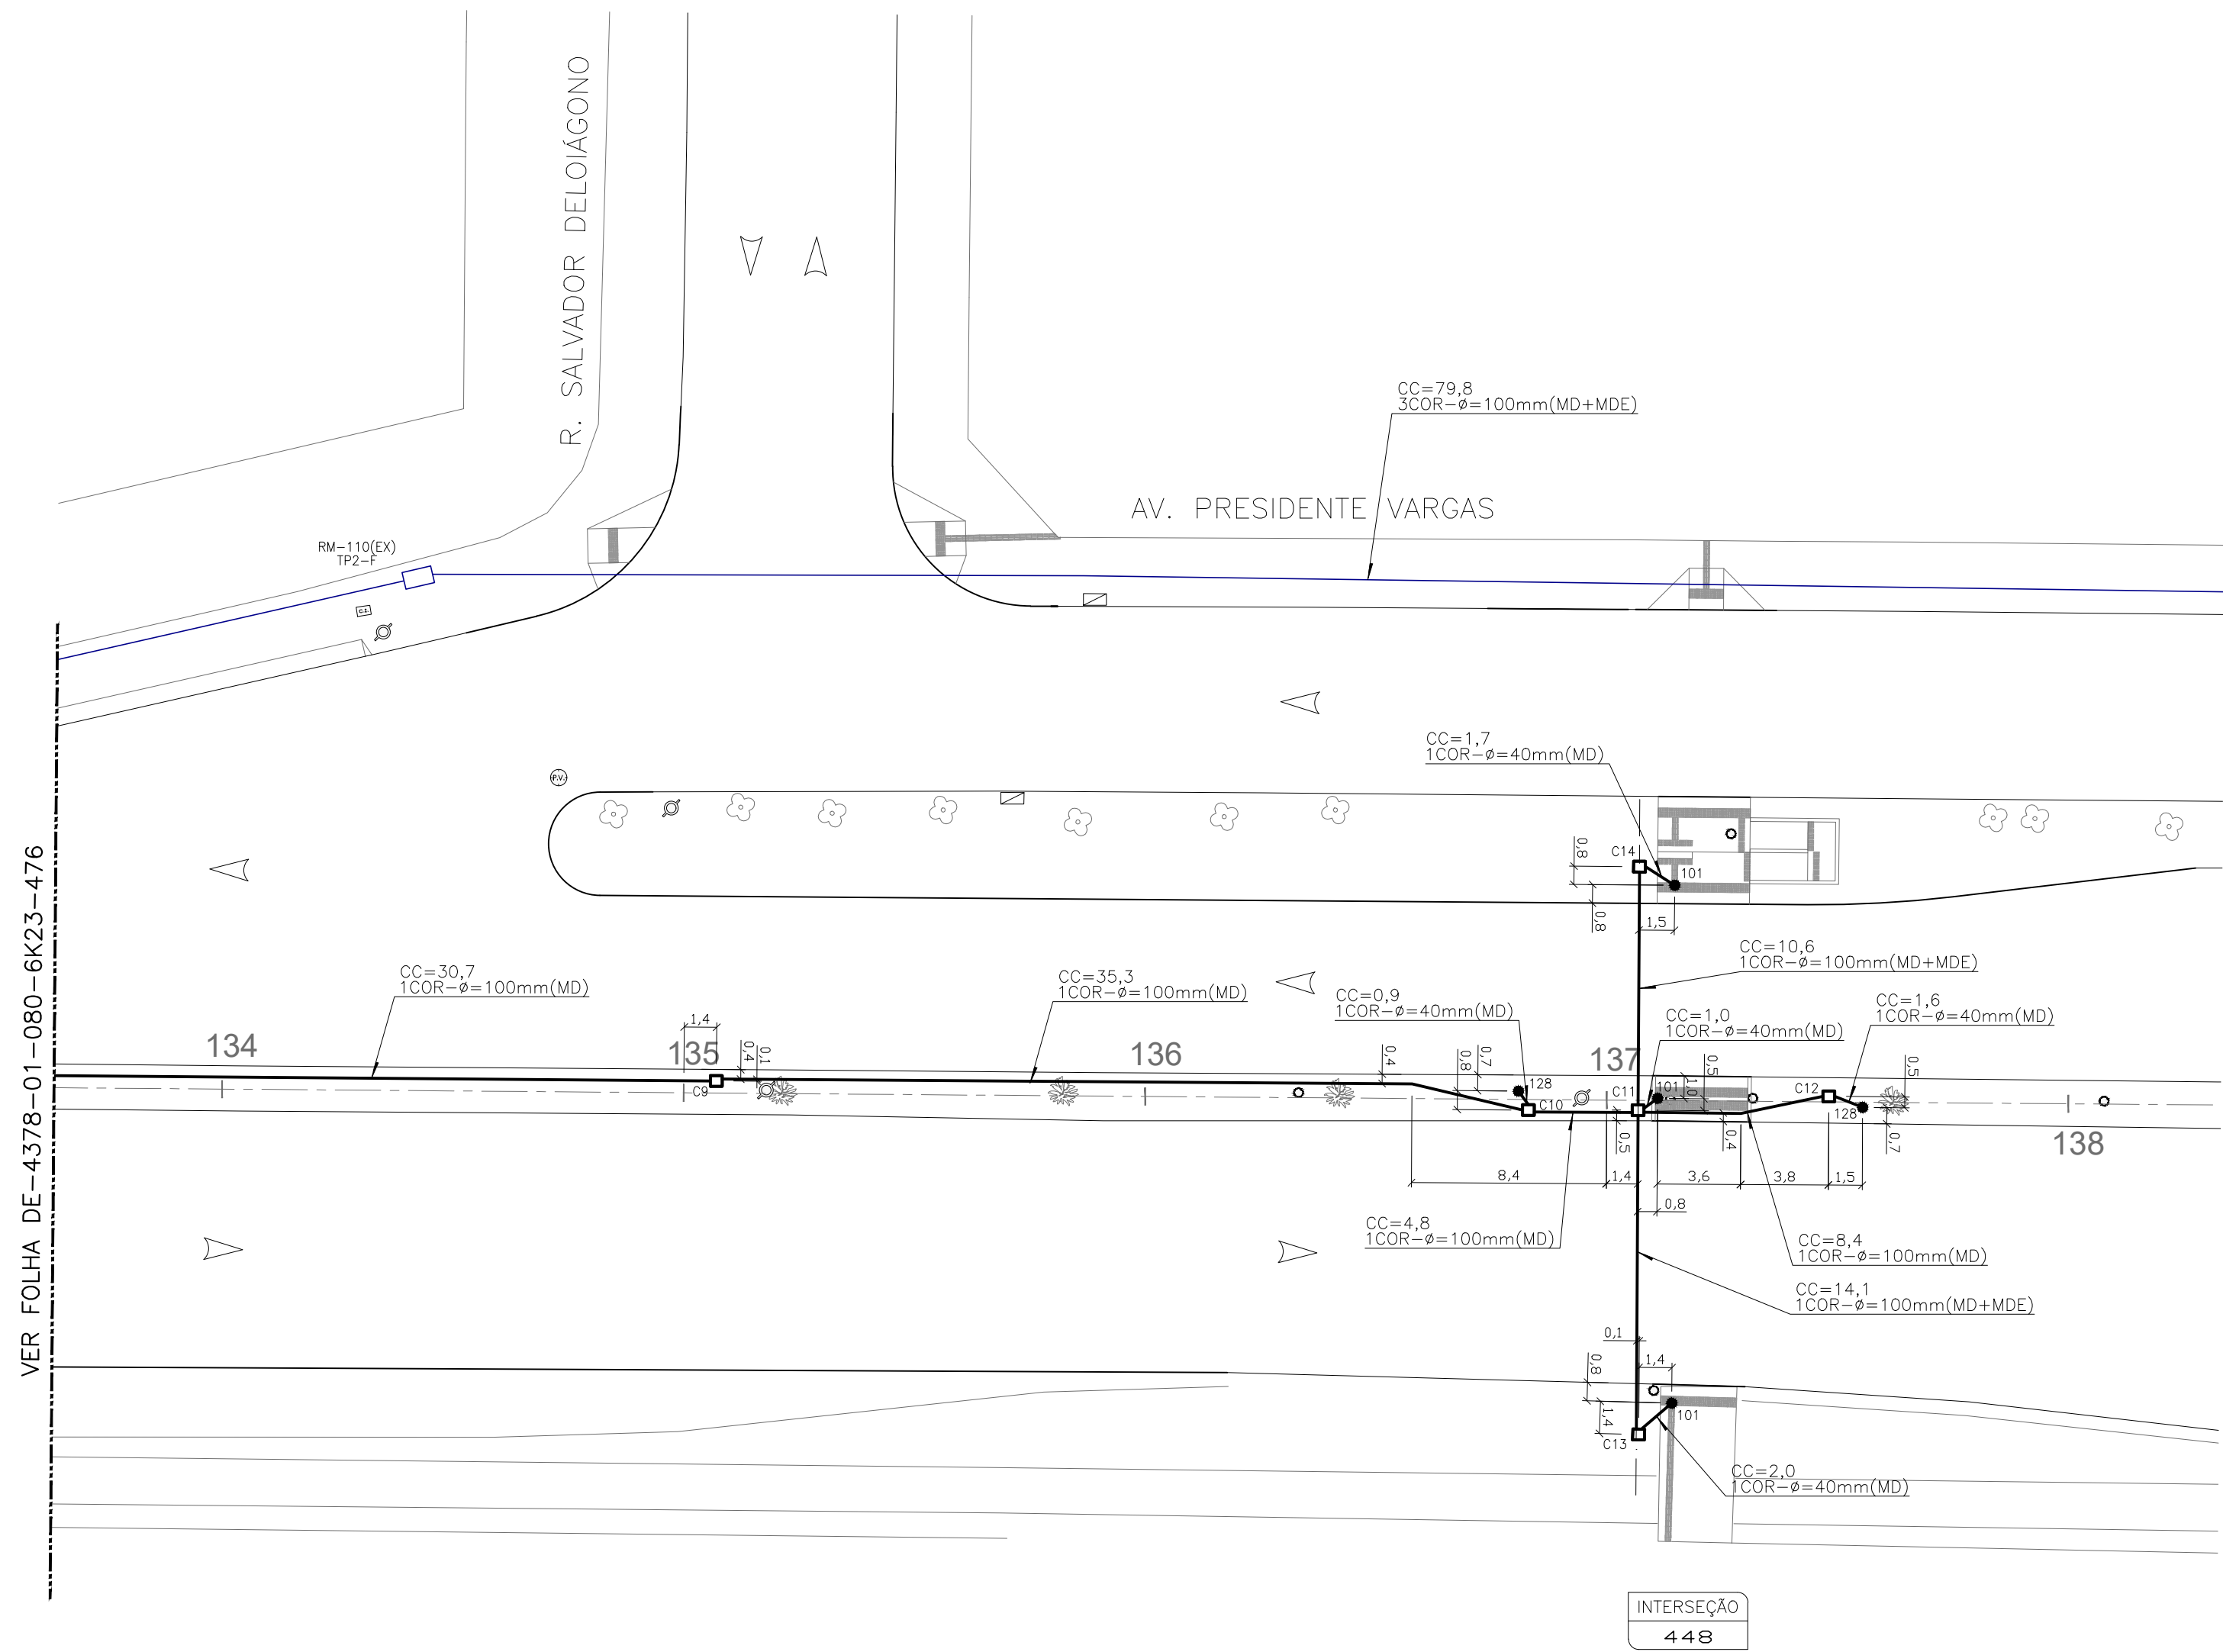 R. SALVADOR DELOIÁGONO
CC=79,8
3COR-ø=100mm(MD+MDE)
AV. PRESIDENTE VARGAS
RM-110(EX)
TP2-F
C.I.
CC=1,7
1COR-ø=40mm(MD)
P.V.
C14
0,8
101
0,8
1,5
VER FOLHA DE-4378-01-080-6K23-476
CC=30,7
1COR-ø=100mm(MD)
CC=35,3
1COR-ø=100mm(MD)
CC=10,6
1COR-ø=100mm(MD+MDE)
CC=0,9
1COR-ø=40mm(MD)
CC=1,0
1COR-ø=40mm(MD)
CC=1,6
1COR-ø=40mm(MD)
134
135
136
137
138
1,4
0,4
0,1
C9
0,4
0,8
0,7
128
C10
C11
101
1,0
0,5
C12
128
0,5
0,5
0,4
0,7
8,4
1,4
3,6
3,8
1,5
0,8
CC=4,8
1COR-ø=100mm(MD)
CC=8,4
1COR-ø=100mm(MD)
CC=14,1
1COR-ø=100mm(MD+MDE)
0,1
0,8
1,4
1,4
101
C13
CC=2,0
1COR-ø=40mm(MD)
INTERSEÇÃO
448